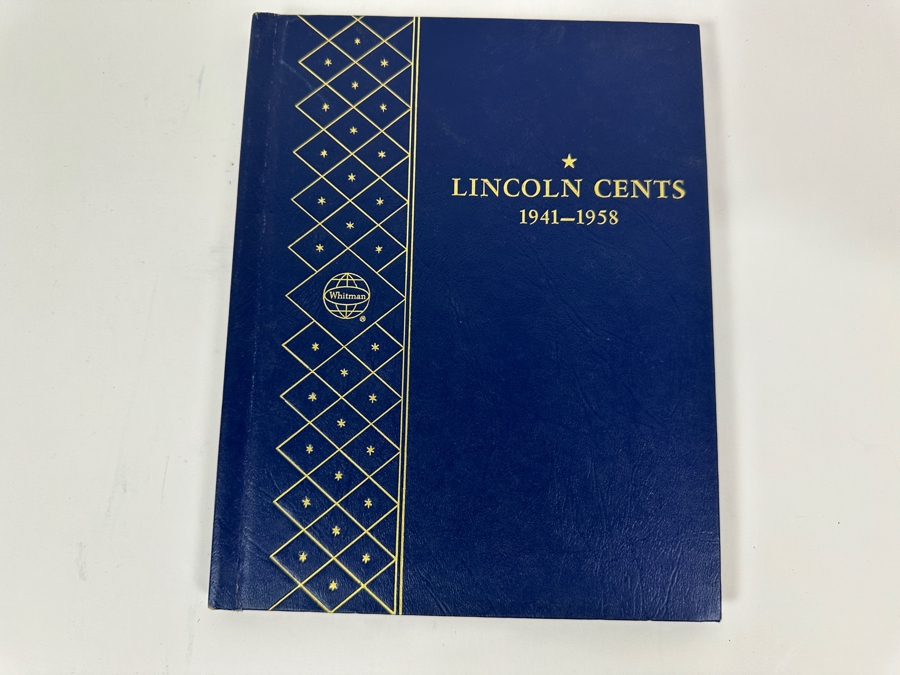 LINCOLN CENTS
1941–1958
Whitman
®